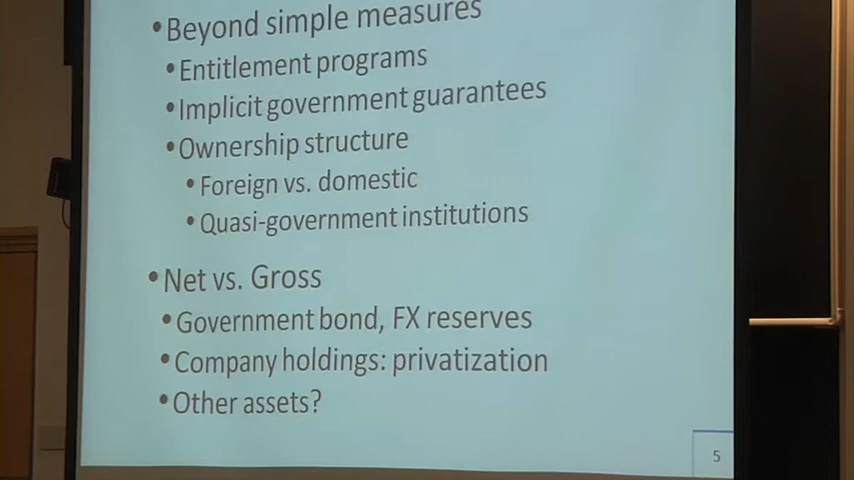 •Beyond simple measures
•Entitlement programs
•Implicit government guarantees
•Ownership structure
•Foreign vs. domestic
•Quasi-government institutions
•Net vs. Gross
•Government bond, FX reserves
•Company holdings: privatization
•Other assets?
5